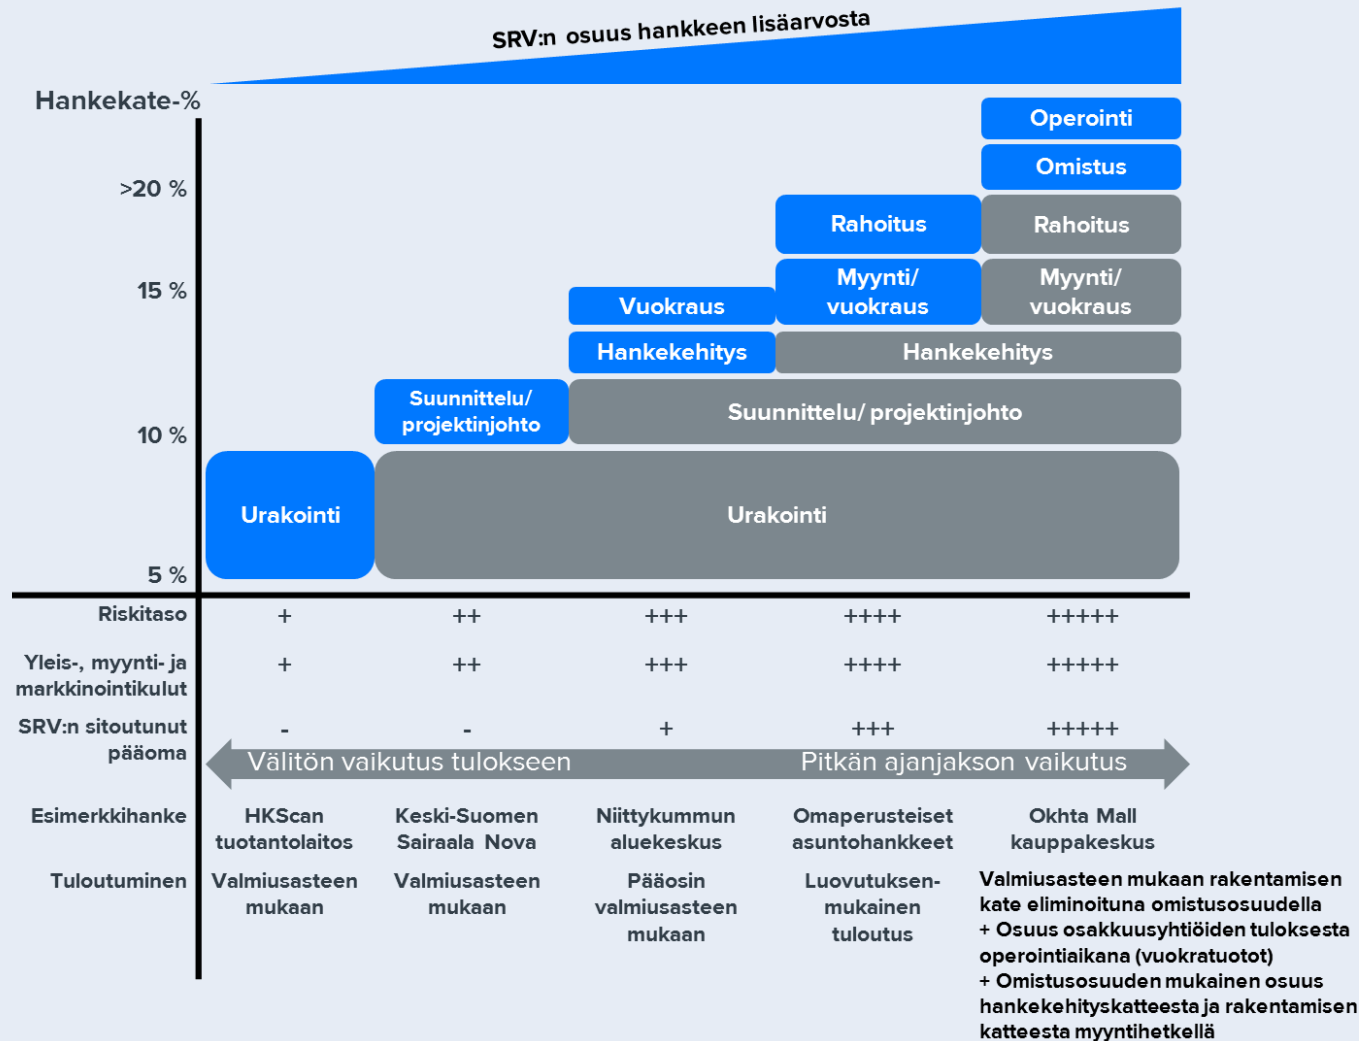 SRV:n osuus hankkeen lisäarvosta
Hankekate-%
>20 %
15 %
10 %
5 %
Operointi
Omistus
Rahoitus
Rahoitus
Myynti/
vuokraus
Myynti/
vuokraus
Vuokraus
Hankekehitys
Hankekehitys
Suunnittelu/
projektinjohto
Suunnittelu/ projektinjohto
Urakointi
Urakointi
Riskitaso + ++ +++ ++++ +++++
Yleis-, myynti- ja
markkinointikulut
+ ++ +++ ++++ +++++
SRV:n sitoutunut
pääoma
- - + +++ +++++
Välitön vaikutus tulokseen
Pitkän ajanjakson vaikutus
Esimerkkihanke
HKScan
tuotantolaitos
Keski-Suomen
Sairaala Nova
Niittykummun
aluekeskus
Omaperusteiset
asuntohankkeet
Okhta Mall
kauppakeskus
Tuloutuminen
Valmiusasteen
mukaan
Valmiusasteen
mukaan
Pääosin
valmiusasteen
mukaan
Luovutuksen-
mukainen
tuloutus
Valmiusasteen mukaan rakentamisen
kate eliminoituna omistusosuudella
+ Osuus osakkuusyhtiöiden tuloksesta
operointiaikana (vuokratuotot)
+ Omistusosuuden mukainen osuus
hankekehityskatteesta ja rakentamisen
katteesta myyntihetkellä